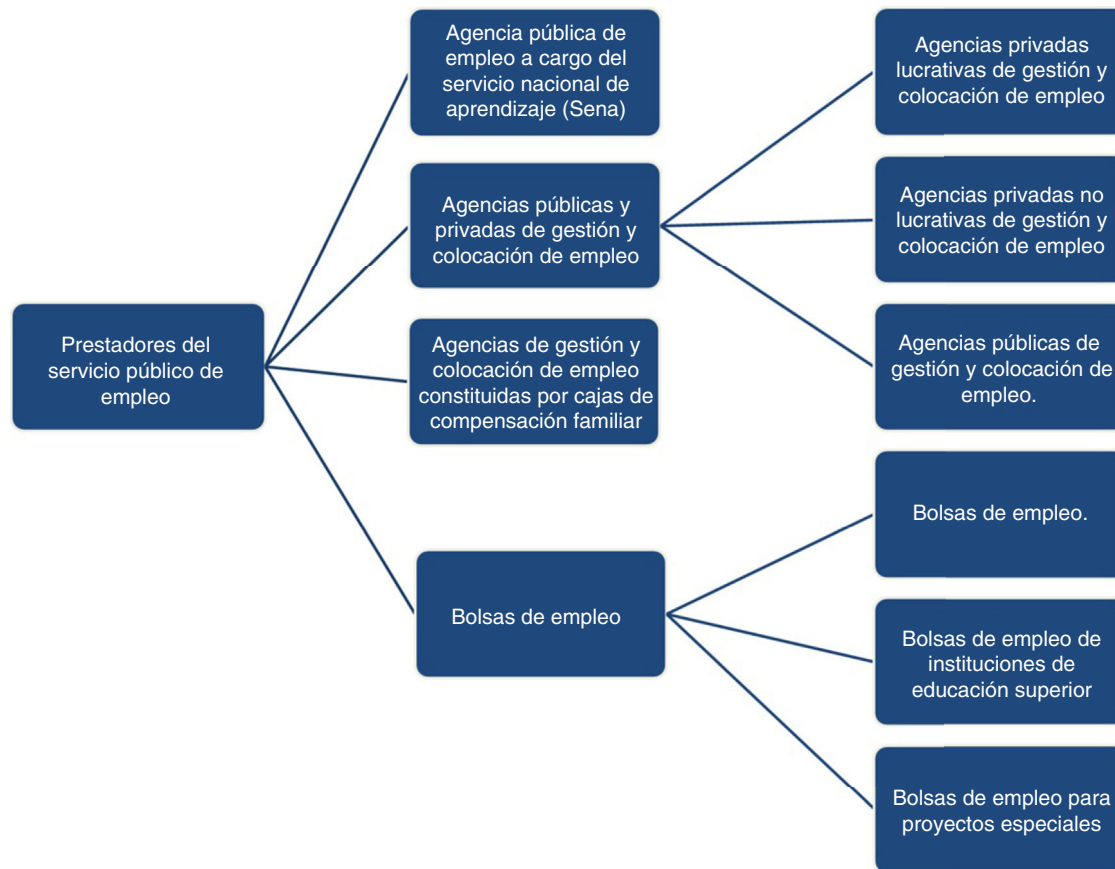 Prestadores del
servicio público de
empleo
Agencia pública de
empleo a cargo del
servicio nacional de
aprendizaje (Sena)
Agencias públicas y
privadas de gestión y
colocación de empleo
Agencias de gestión y
colocación de empleo
constituidas por cajas de
compensación familiar
Bolsas de empleo
Agencias privadas
lucrativas de gestión y
colocación de empleo
Agencias privadas no
lucrativas de gestión y
colocación de empleo
Agencias públicas de
gestión y colocación de
empleo.
Bolsas de empleo.
Bolsas de empleo de
instituciones de
educación superior
Bolsas de empleo para
proyectos especiales